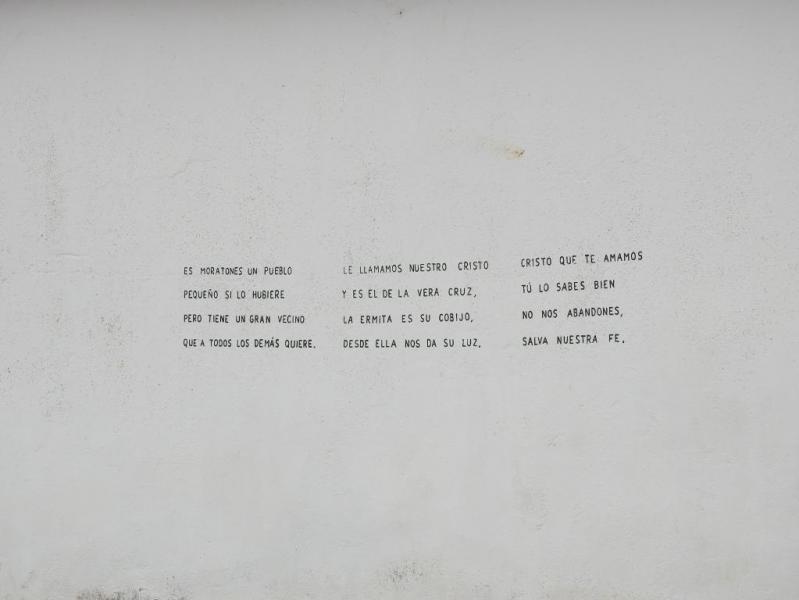 ES MORATONES UN PUEBLO
PEQUEÑO SI LO HUBIERE
PERO TIENE UN GRAN VECINO
QUE A TODOS LOS DEMÁS QUIERE.
LE LLAMAMOS NUESTRO CRISTO
Y ES EL DE LA VERA CRUZ,
LA ERMITA ES SU COBIJO,
DESDE ELLA NOS DA SU LUZ.
CRISTO QUE TE AMAMOS
TÚ LO SABES BIEN
NO NOS ABANDONES,
SALVA NUESTRA FE.